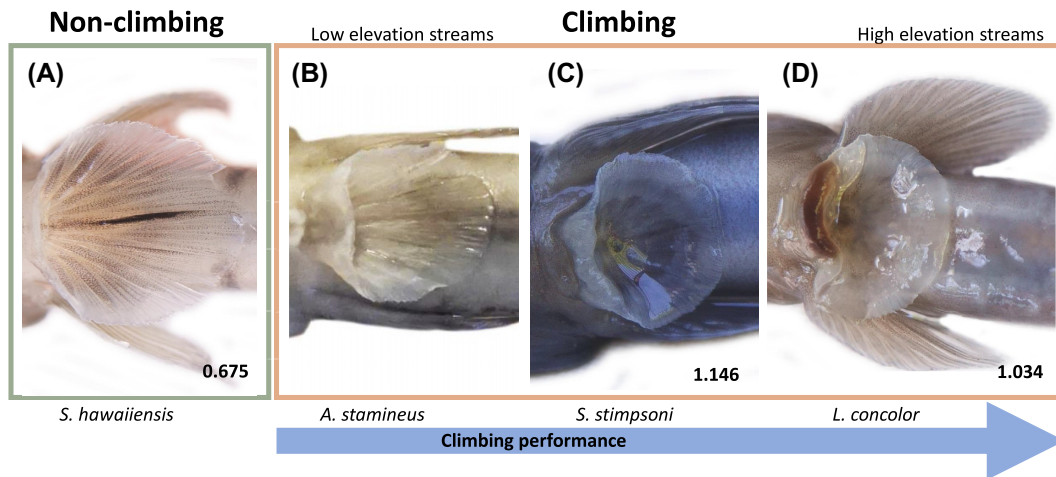 Non-climbing
Climbing
Low elevation streams
High elevation streams
(A)
(B)
(C)
(D)
0.675
1.146
1.034
S. hawaiiensis
A. stamineus
S. stimpsoni
L. concolor
Climbing performance